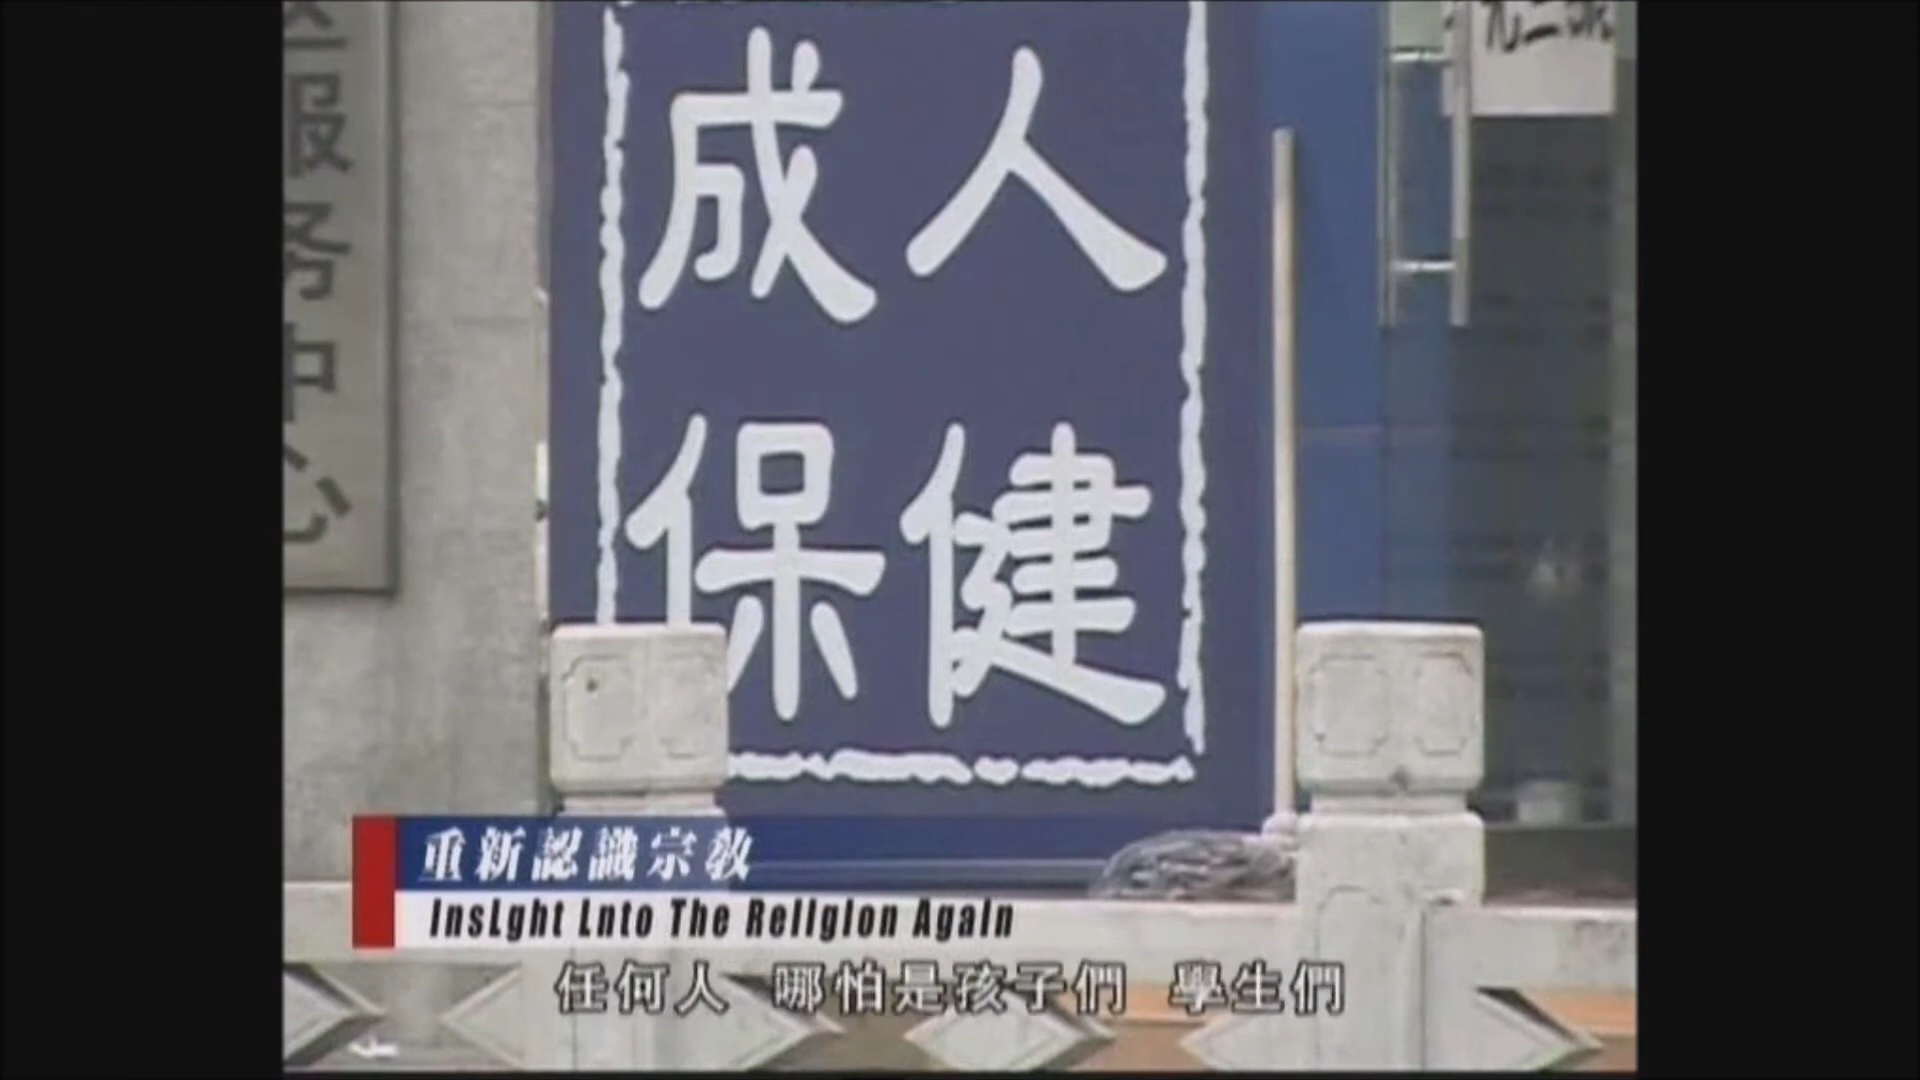 服务中心
成人
保健
重新認識宗教
InsLght Lnto The Religion Again
任何人 哪怕是孩子們 學生們